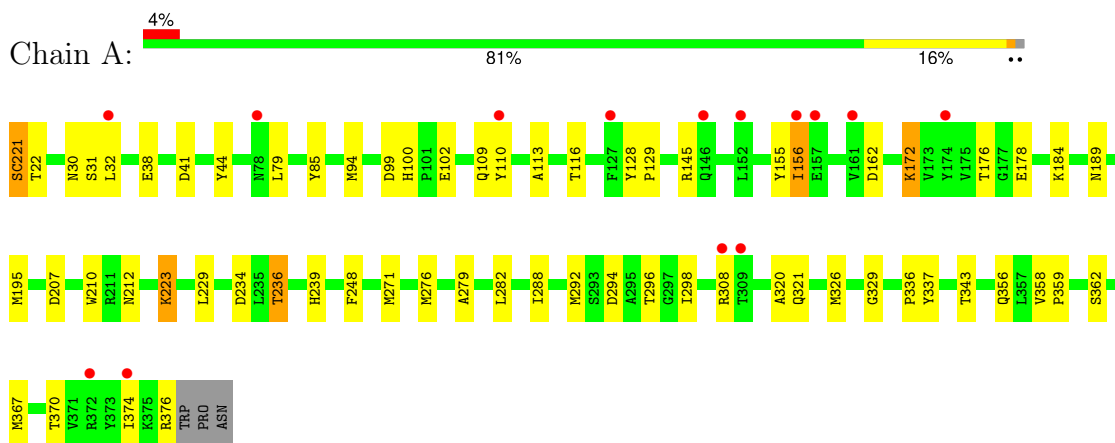 4%
Chain A:
81%
16%
••
SC221 T22 N30 S31 L32 E38 D41 Y44 N78 L79 Y85 M94 D99 H100 P101 E102 Q109 Y110 A113 T116 F127 Y128 P129 R145 Q146 L152 Y155 I156 E157 V161 D162 K172 V173 Y174 V175 T176 G177 E178 K184 N189
M195 D207 W210 R211 N212 K223 L229 D234 L235 T236 H239 F248 M271 M276 A279 L282 I288 M292 S293 D294 A295 T296 G297 I298 R308 T309 A320 Q321 M326 G329 P336 Y337 T343 Q356 L357 V358 P359 S362
M367 T370 V371 R372 Y373 I374 K375 R376 TRP PRO ASN